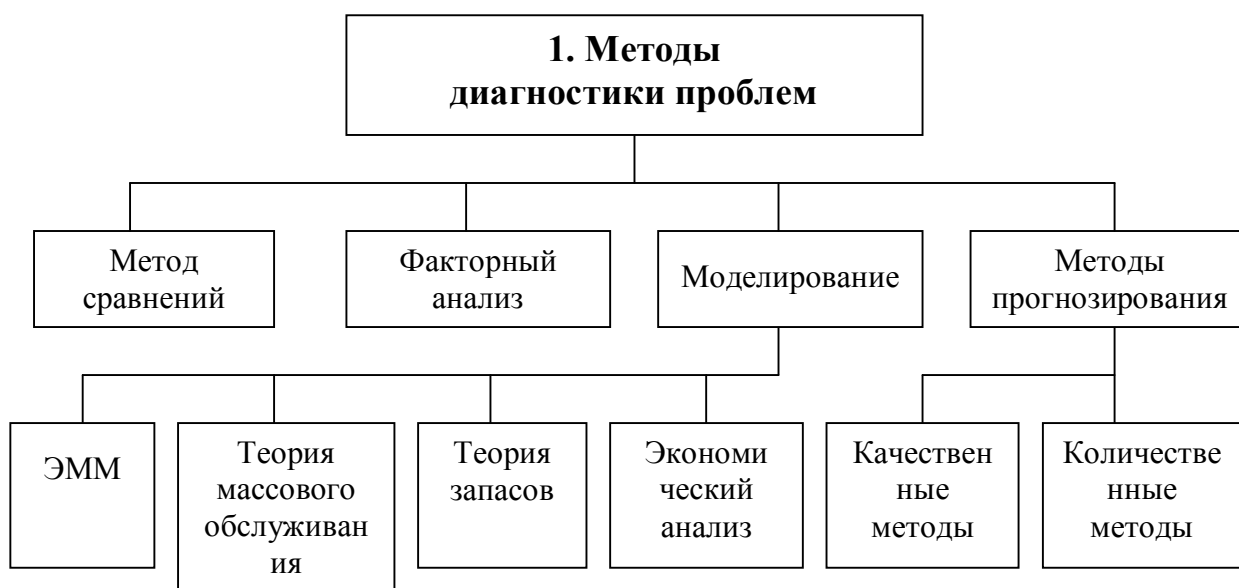 1. Методы
диагностики проблем
Метод
сравнений
Факторный
анализ
Моделирование
Методы
прогнозирования
ЭММ
Теория
массового
обслуживан
ия
Теория
запасов
Экономи
ческий
анализ
Качествен
ные
методы
Количестве
нные
методы